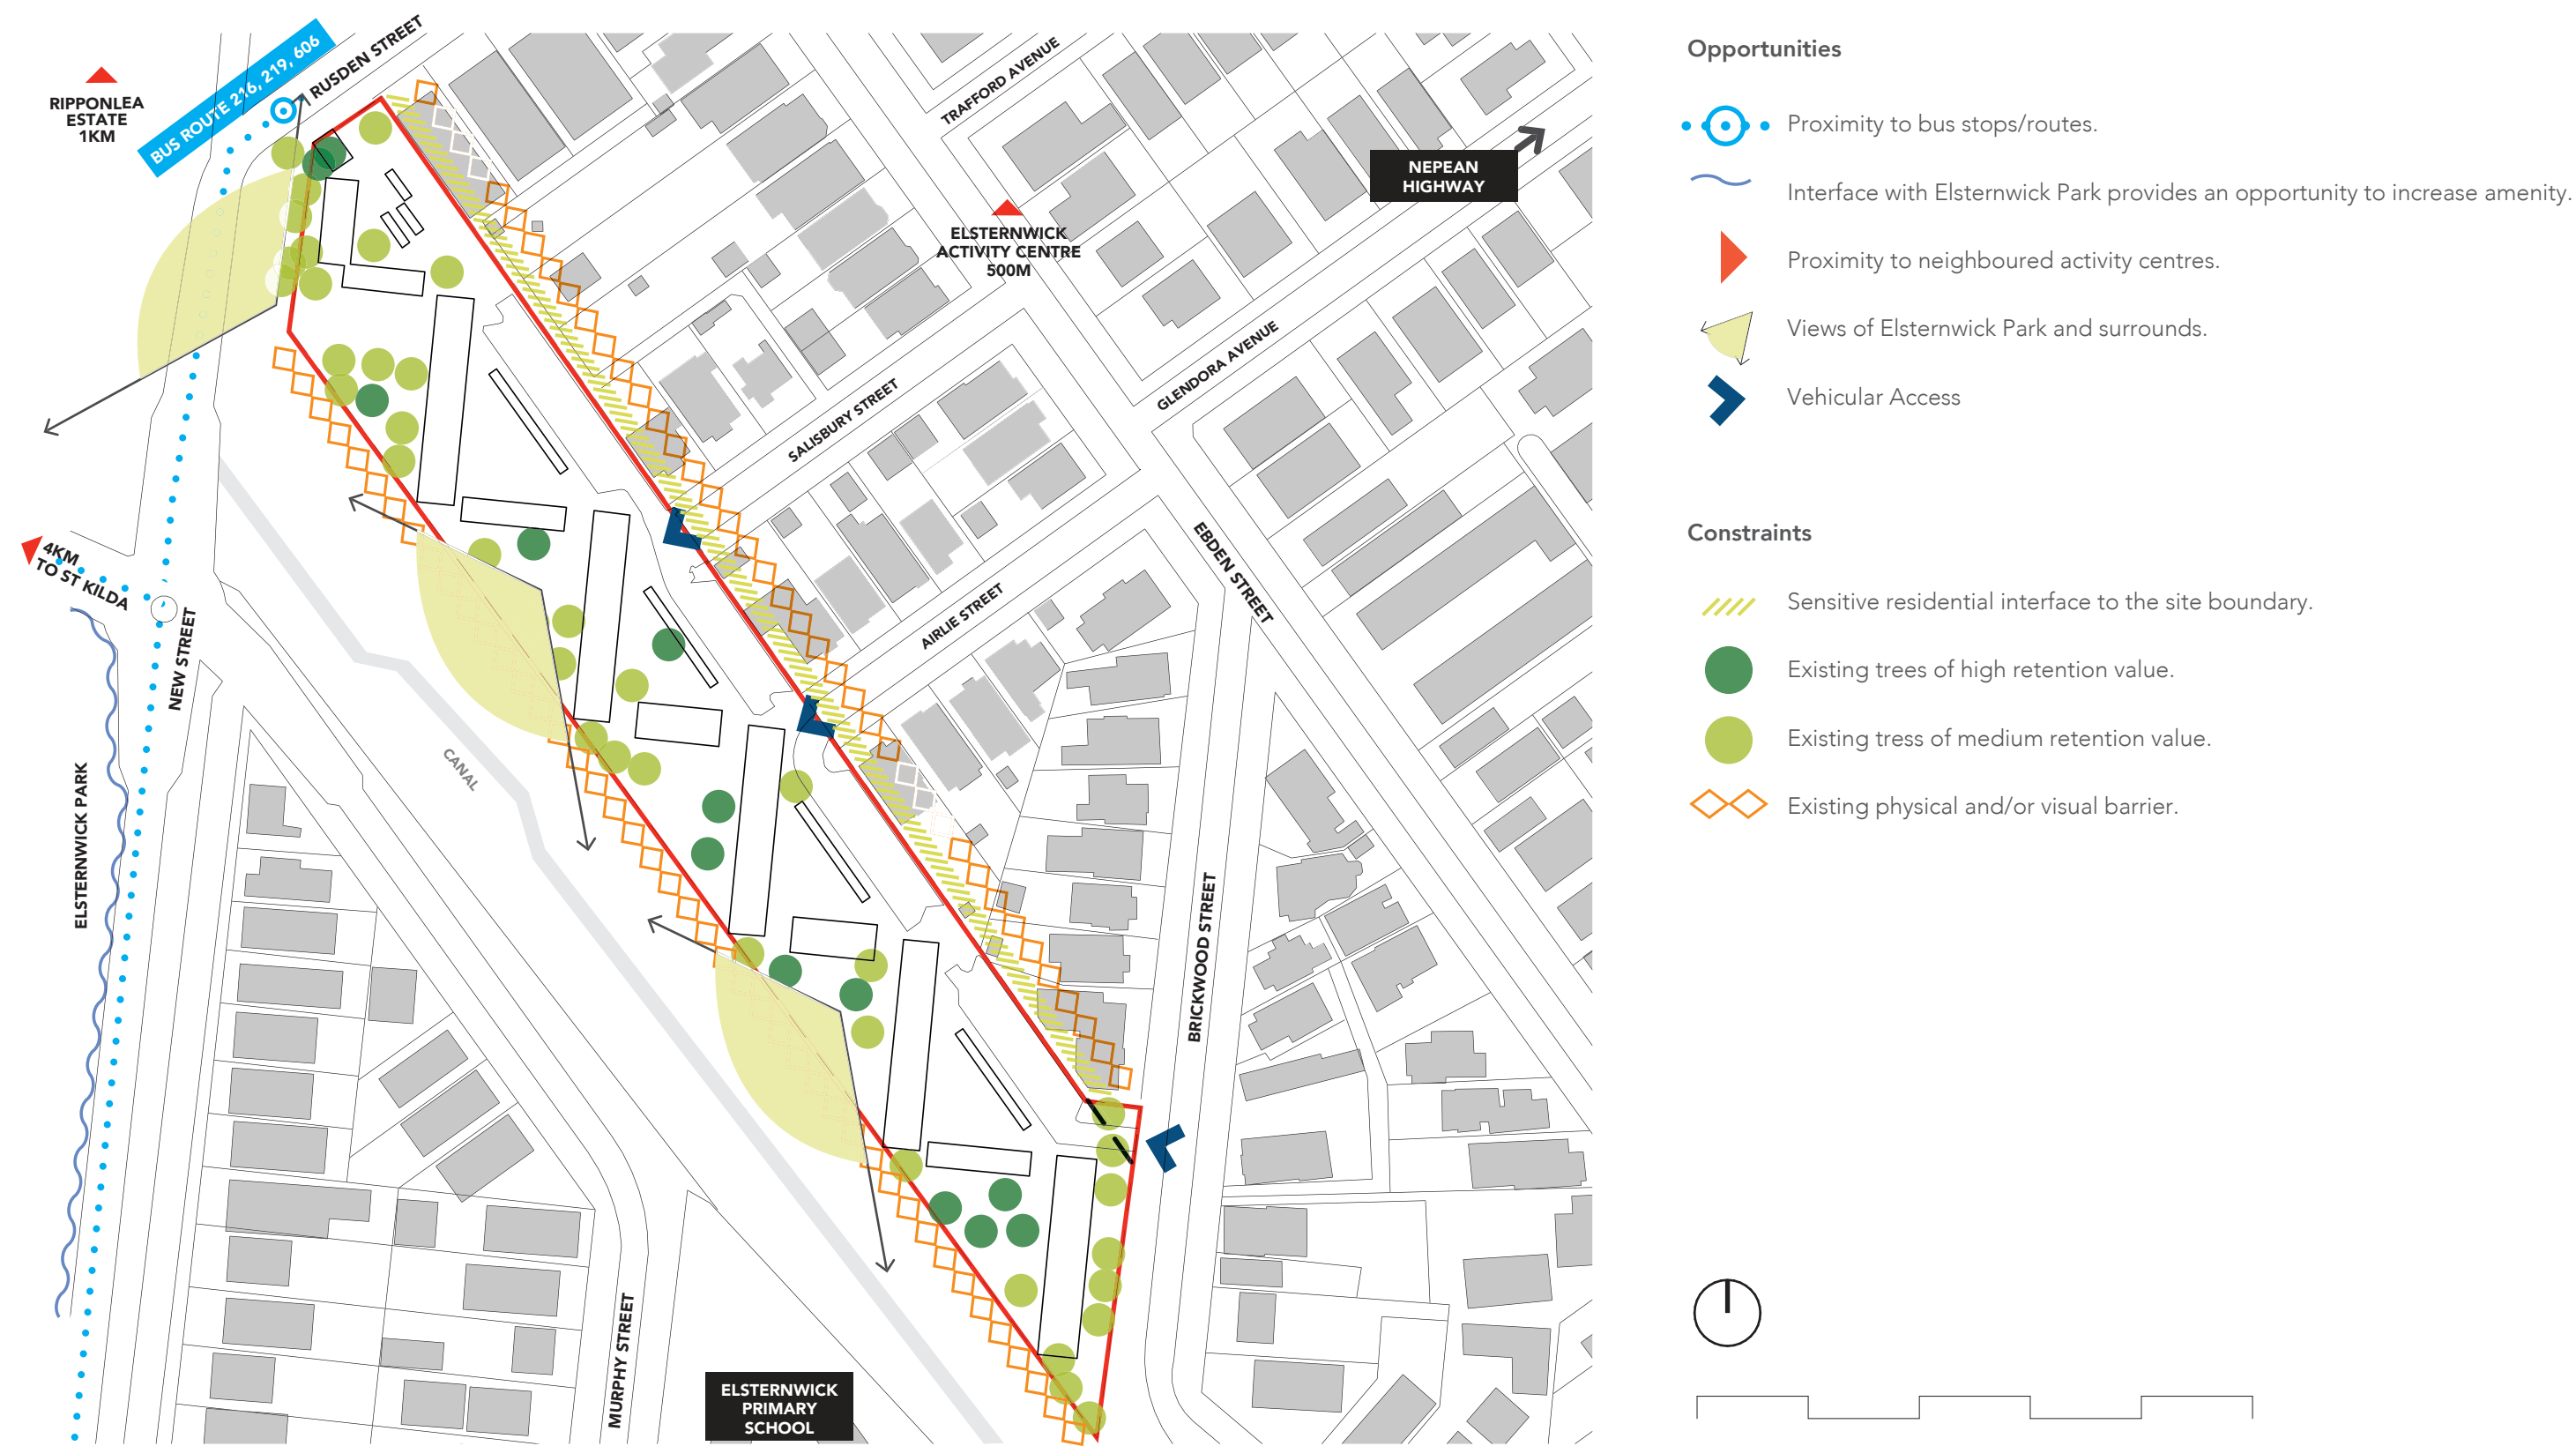 RUSDEN STREET
BUS ROUTE 216, 219, 606
RIPPONLEA
ESTATE
1KM
TRAFFORD AVENUE
NEPEAN
HIGHWAY
ELSTERNWICK
ACTIVITY CENTRE
500M
GLENDORA AVENUE
SALISBURY STREET
EBDEN STREET
AIRLIE STREET
4KM
TO ST KILDA
NEW STREET
CANAL
ELSTERNWICK PARK
BRICKWOOD STREET
MURPHY STREET
ELSTERNWICK
PRIMARY
SCHOOL
Opportunities
Proximity to bus stops/routes.
Interface with Elsternwick Park provides an opportunity to increase amenity.
Proximity to neighboured activity centres.
Views of Elsternwick Park and surrounds.
Vehicular Access
Constraints
Sensitive residential interface to the site boundary.
Existing trees of high retention value.
Existing tress of medium retention value.
Existing physical and/or visual barrier.